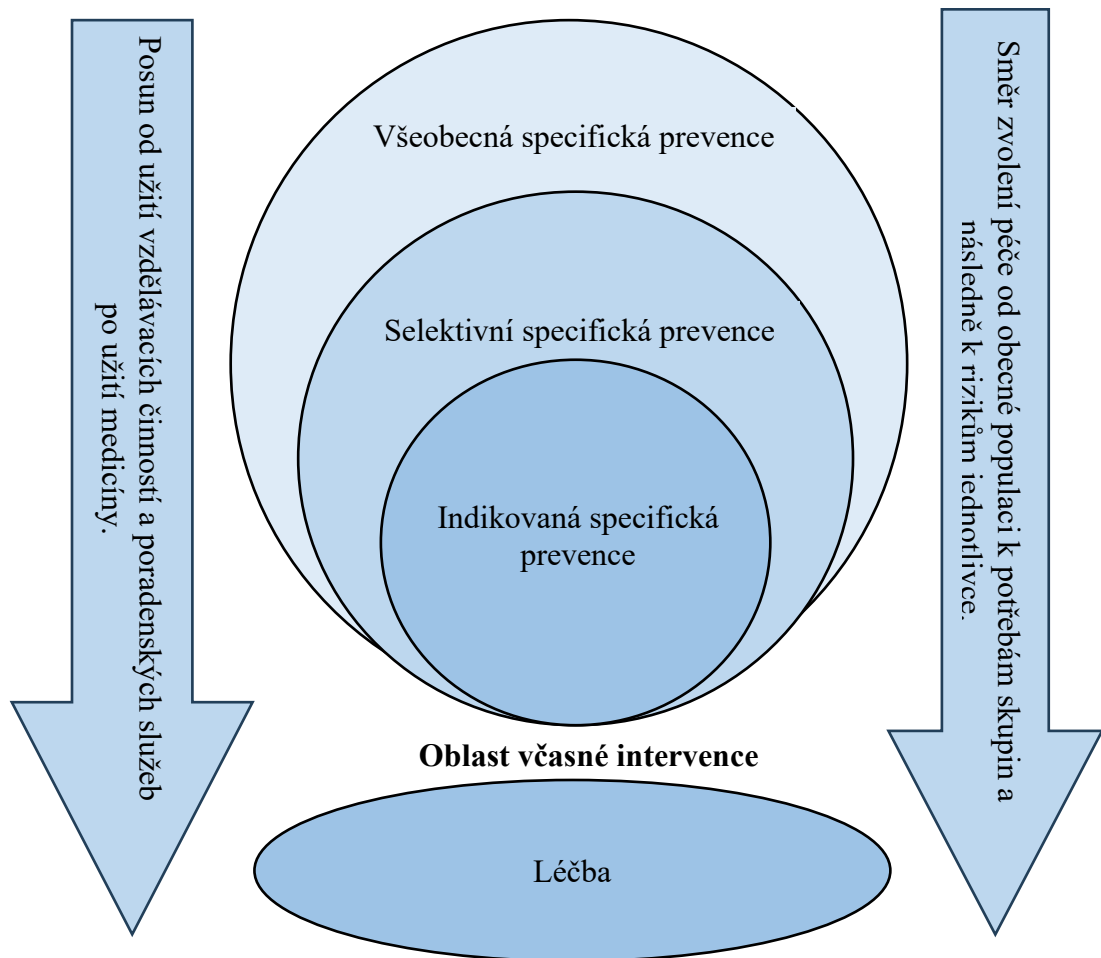 Posun od užití vzdělávacích činností a poradenských služeb
po užití medicíny.
Všeobecná specifická prevence
Selektivní specifická prevence
Indikovaná specifická
prevence
Oblast včasné intervence
Léčba
Směr zvolení péče od obecné populaci k potřebám skupin a
následně k rizikům jednotlivce.